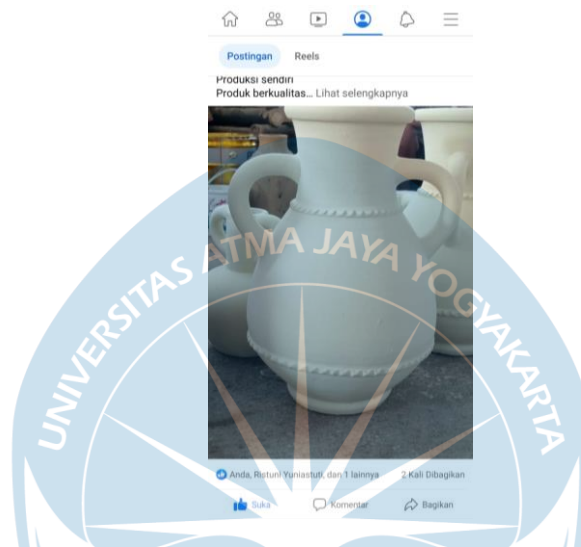 Postingan Reels
Produksi sendiri
Produk berkualitas... Lihat selengkapnya
UNIVERSITAS ATMA JAYA YOGYAKARTA
Anda, Ristuni Yuniastuti, dan 1 lainnya 2 Kali Dibagikan
Suka Komentar Bagikan